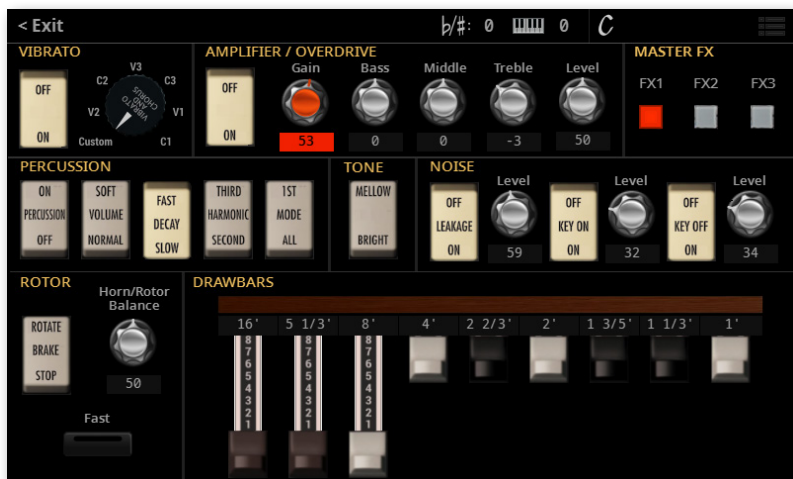 < Exit
b/#: 0
0
C
VIBRATO
OFF
ON
V3
C2
C3
V2
V1
Custom
C1
VIBRATO
AND
CHORUS
AMPLIFIER / OVERDRIVE
OFF
ON
Gain
Bass
Middle
Treble
Level
53
0
0
-3
50
MASTER FX
FX1
FX2
FX3
PERCUSSION
ON
PERCUSSION
OFF
SOFT
VOLUME
NORMAL
FAST
DECAY
SLOW
THIRD
HARMONIC
SECOND
1ST
MODE
ALL
TONE
MELLOW
BRIGHT
NOISE
OFF
LEAKAGE
ON
Level
59
OFF
KEY ON
ON
Level
32
OFF
KEY OFF
ON
Level
34
ROTOR
ROTATE
BRAKE
STOP
Horn/Rotor
Balance
50
Fast
DRAWBARS
16' 5 1/3' 8' 4' 2 2/3' 2' 1 3/5' 1 1/3' 1'
8 8 8
7 7 7
6 6 6
5 5 5
4 4 4
3 3 3
2 2 2
1 1 1